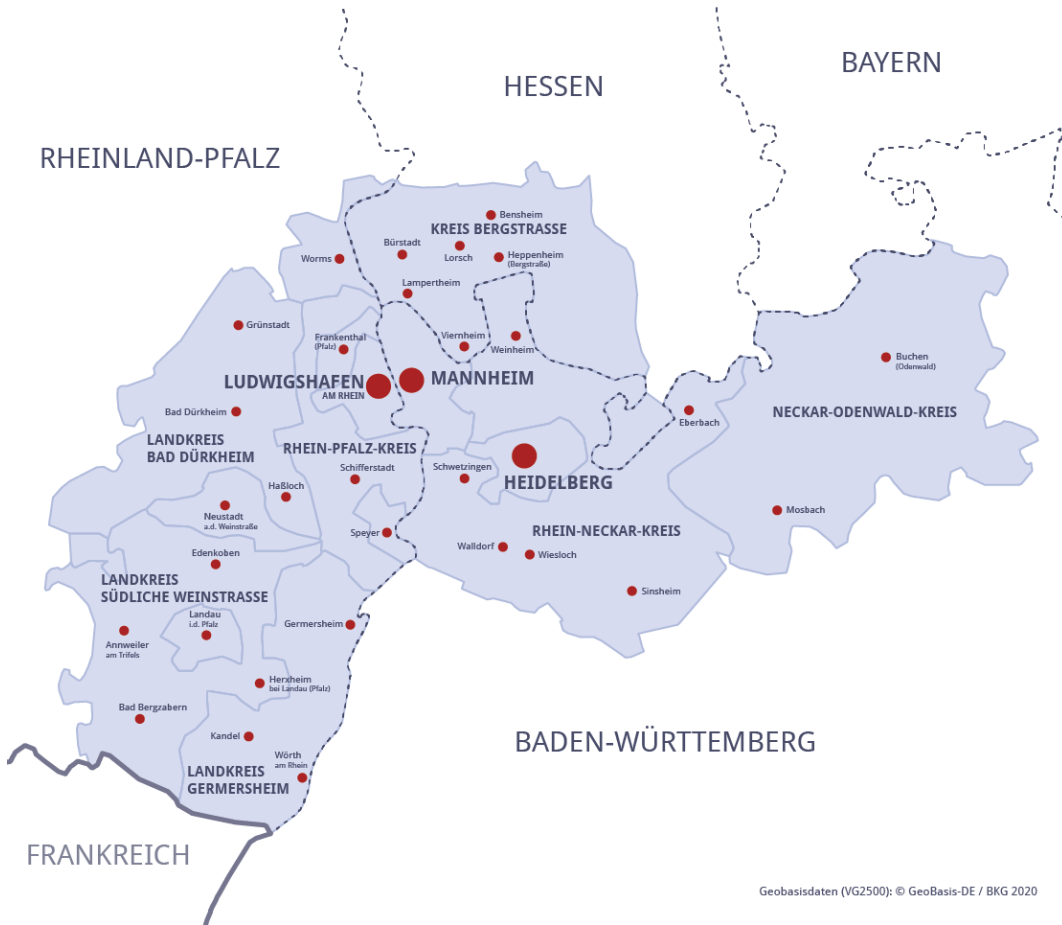 BAYERN
HESSEN
RHEINLAND-PFALZ
Bensheim
KREIS BERGSTRASSE
Bürstadt
Lorsch
Heppenheim
(Bergstraße)
Worms
Lampertheim
Grünstadt
Frankenthal
(Pfalz)
Viernheim
Weinheim
Buchen
(Odenwald)
LUDWIGSHAFEN
AM RHEIN
MANNHEIM
Bad Dürkheim
NECKAR-ODENWALD-KREIS
Eberbach
LANDKREIS
BAD DÜRKHEIM
RHEIN-PFALZ-KREIS
Schifferstadt
Schwetzingen
HEIDELBERG
Haßloch
Neustadt
a.d. Weinstraße
Mosbach
Speyer
RHEIN-NECKAR-KREIS
Walldorf
Wiesloch
Edenkoben
LANDKREIS
SÜDLICHE WEINSTRASSE
Sinsheim
Landau
i.d. Pfalz
Germersheim
Annweiler
am Trifels
Herxheim
bei Landau (Pfalz)
Bad Bergzabern
Kandel
Wörth
am Rhein
LANDKREIS
GERMERSHEIM
BADEN-WÜRTTEMBERG
FRANKREICH
Geobasisdaten (VG2500): © GeoBasis-DE / BKG 2020